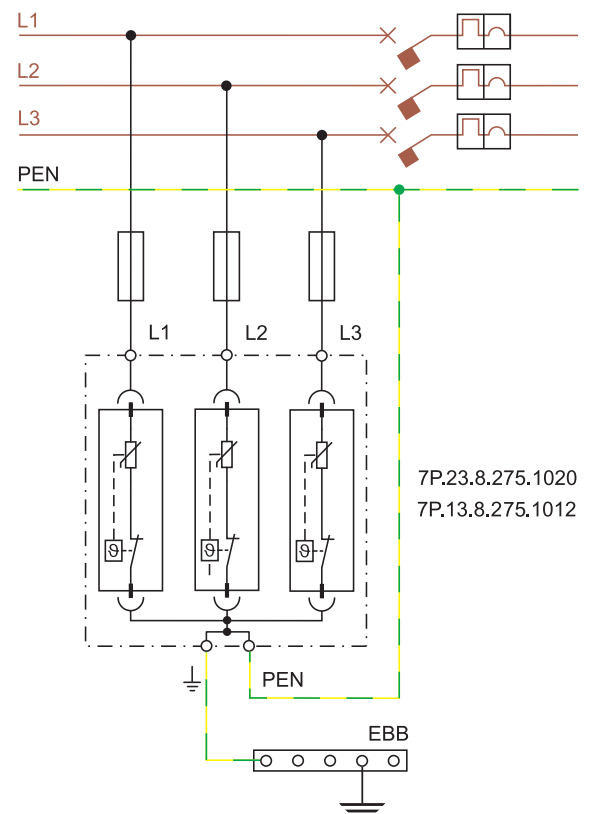 L1
L2
L3
PEN
L1 L2 L3
7P.23.8.275.1020
7P.13.8.275.1012
ϑ ϑ ϑ
PEN
EBB